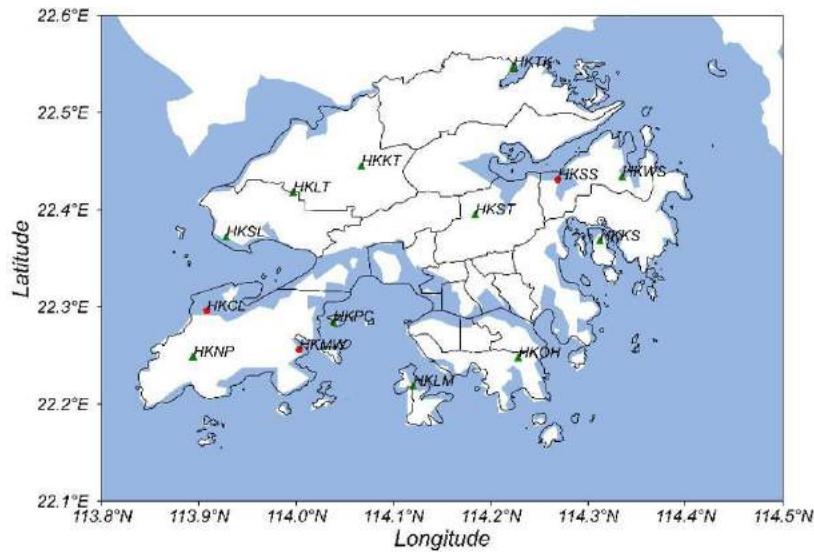 22.6°E
HKTK
22.5°E
HKKT
HKSS
HKWS
HKLT
22.4°E
HKST
HKSL
HKKS
Latitude
22.3°E
HKCL
HKPC
HKMW
HKNP
HKOH
HKLM
22.2°E
22.1°E
113.8°N 113.9°N 114.0°N 114.1°N 114.2°N 114.3°N 114.4°N 114.5°N
Longitude